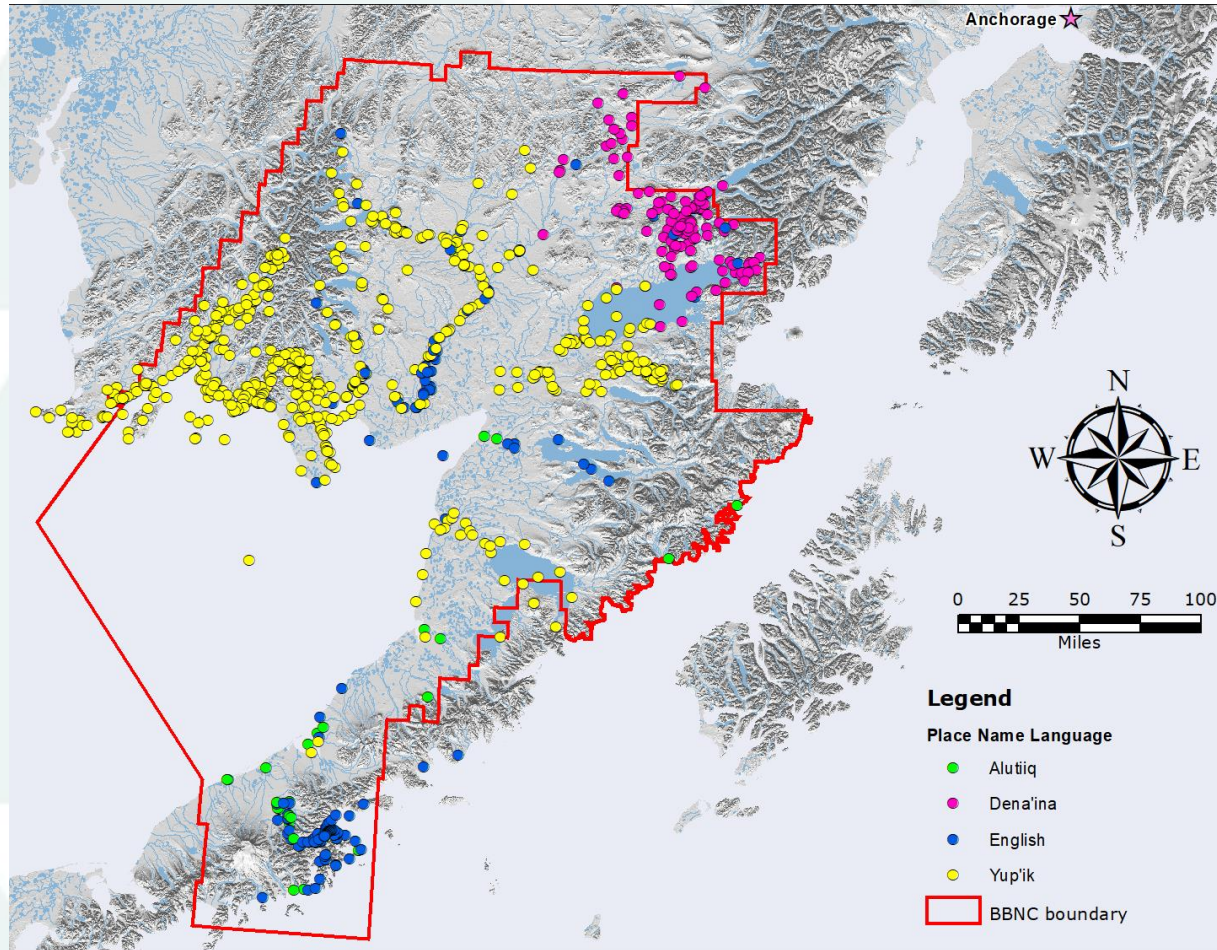 Anchorage
N
W
E
S
0 25 50 75 100
Miles
Legend
Place Name Language
Alutiiq
Dena'ina
English
Yup'ik
BBNC boundary